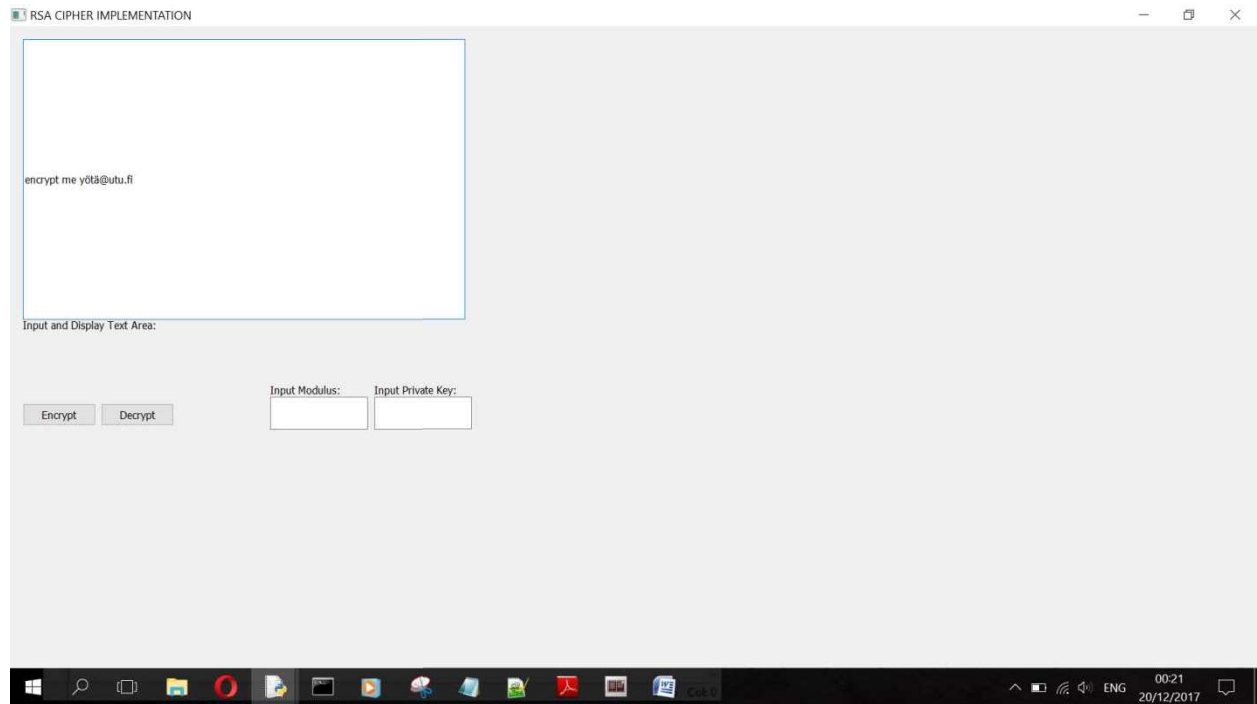 RSA CIPHER IMPLEMENTATION
encrypt me yötä@utu.fi
Input and Display Text Area:
Input Modulus: Input Private Key:
Encrypt Decrypt
ENG 00:21
20/12/2017